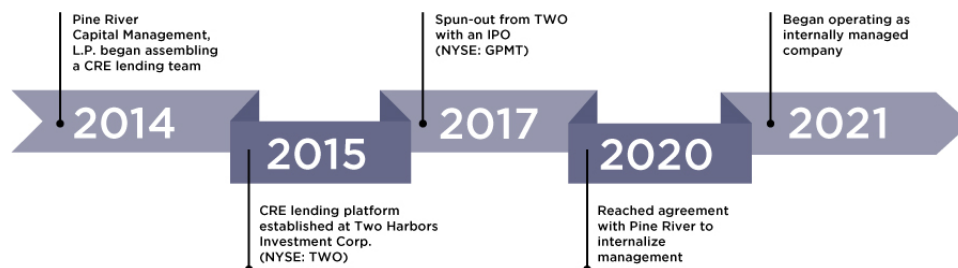 Pine River
Capital Management,
L.P. began assembling
a CRE lending team
2014
2015
CRE lending platform
established at Two Harbors
Investment Corp.
(NYSE: TWO)
Spun-out from TWO
with an IPO
(NYSE: GPMT)
2017
2020
Reached agreement
with Pine River to
internalize
management
Began operating as
internally managed
company
2021